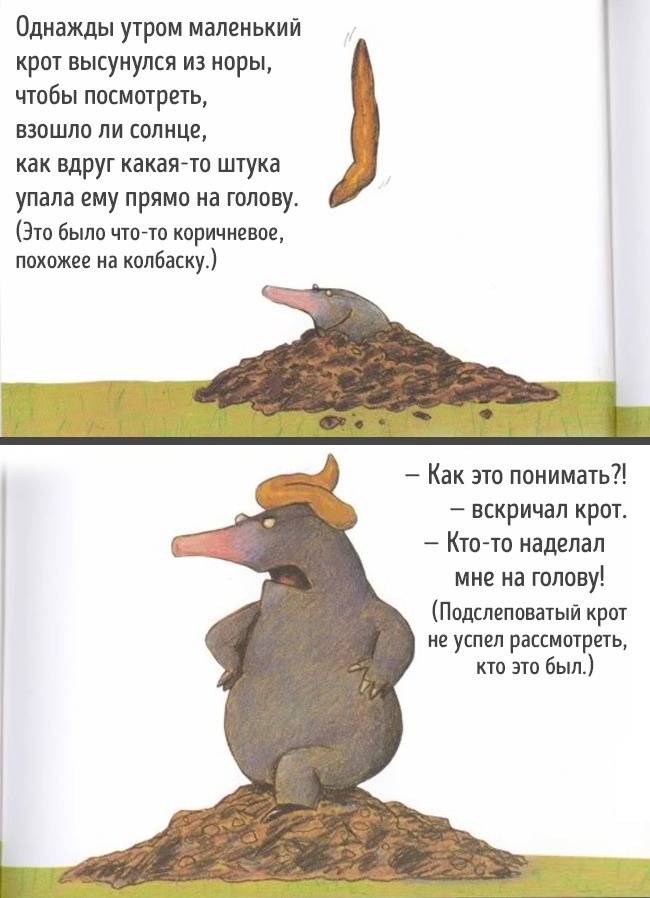 Однажды утром маленький
крот высунулся из норы,
чтобы посмотреть,
взошло ли солнце,
как вдруг какая-то штука
упала ему прямо на голову.
(Это было что-то коричневое,
похожее на колбаску.)
– Как это понимать?!
– вскричал крот.
– Кто-то наделал
мне на голову!
(Подслеповатый крот
не успел рассмотреть,
кто это был.)